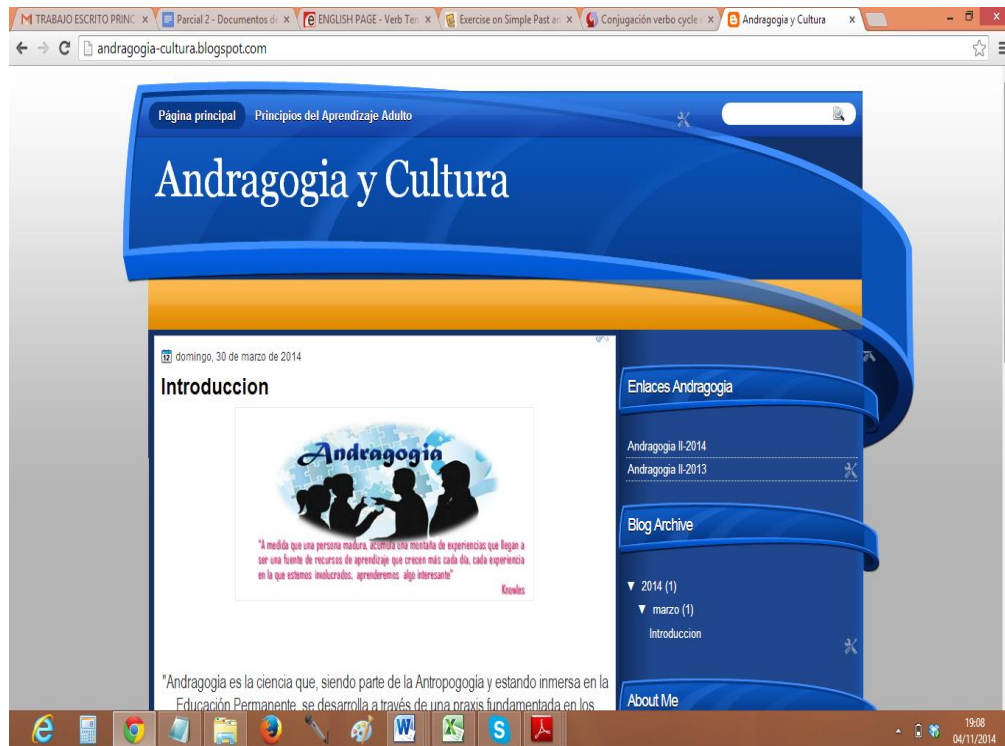 TRABAJO ESCRITO PRINC
Parcial 2 - Documentos de
ENGLISH PAGE - Verb Ten
Exercise on Simple Past an
Conjugación verbo cycle
Andragogia y Cultura
andragogia-cultura.blogspot.com
Página principal
Principios del Aprendizaje Adulto
Andragogia y Cultura
domingo, 30 de marzo de 2014
Introduccion
Andragogia
"A medida que una persona madura, acumula una montaña de experiencias que llegan a
ser una fuente de recursos de aprendizaje que crecen más cada día, cada experiencia
en la que estemos involucrados, aprenderemos algo interesante"
Knowles
"Andragogia es la ciencia que, siendo parte de la Antropogogia y estando inmersa en la
Educación Permanente, se desarrolla a través de una praxis fundamentada en los
Enlaces Andragogia
Andragogia II-2014
Andragogia II-2013
Blog Archive
▼ 2014 (1)
▼ marzo (1)
Introduccion
About Me
19:08
04/11/2014